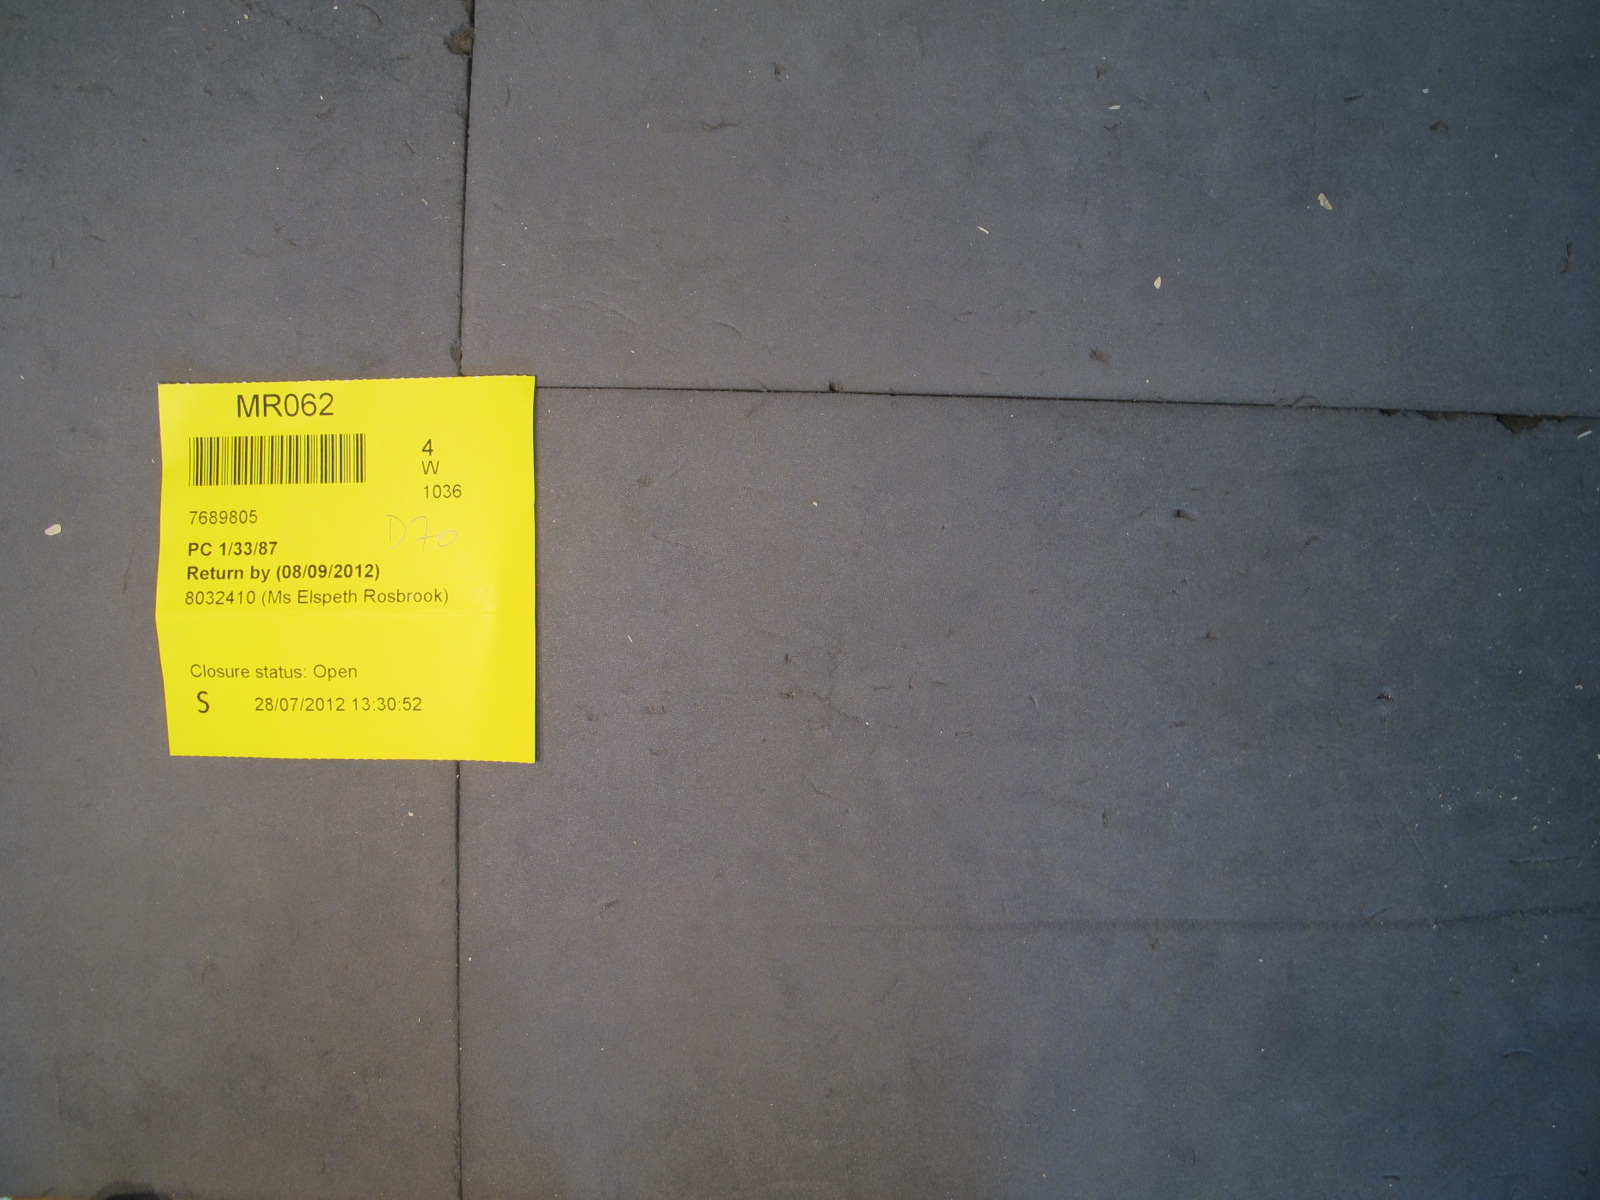 MR062
4
W
1036
7689805
D70
PC 1/33/87
Return by (08/09/2012)
8032410 (Ms Elspeth Rosbrook)
Closure status: Open
S 28/07/2012 13:30:52